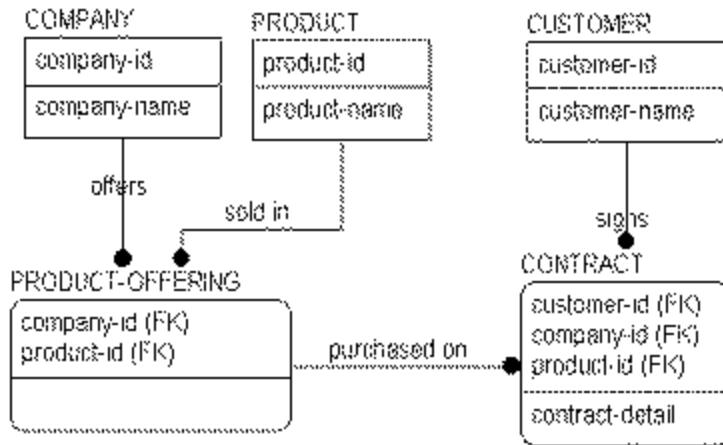 COMPANY
company-id
company-name
PRODUCT
product-id
product-name
CUSTOMER
customer-id
customer-name
offers
sold in
signs
PRODUCT-OFFERING
company-id (FK)
product-id (FK)
purchased on
CONTRACT
customer-id (FK)
company-id (FK)
product-id (FK)
contract-detail